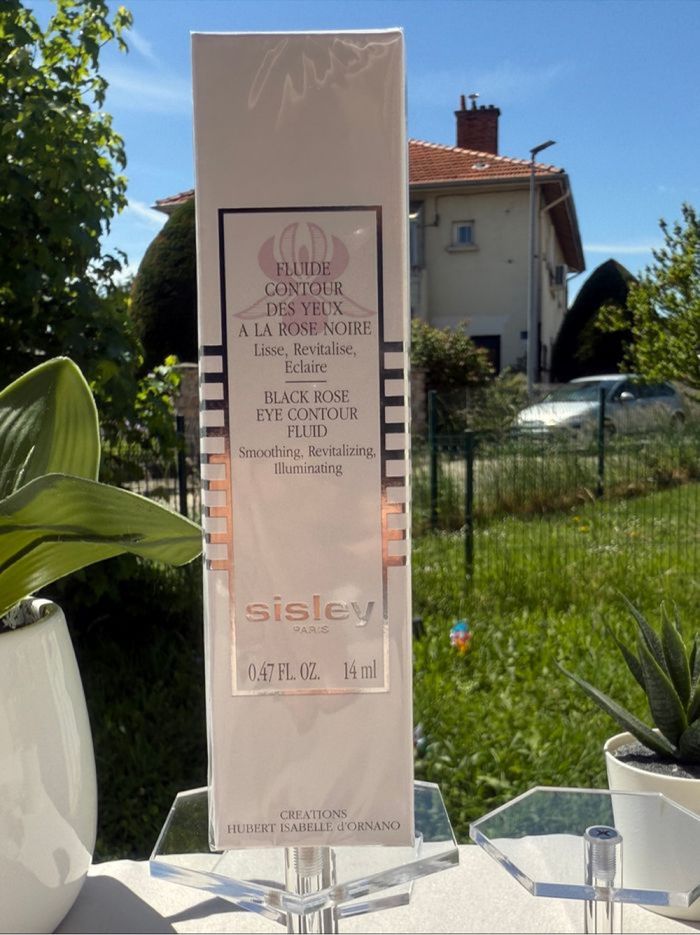 FLUIDE
CONTOUR
DES YEUX
A LA ROSE NOIRE
Lisse, Revitalise,
Eclaire
BLACK ROSE
EYE CONTOUR
FLUID
Smoothing, Revitalizing,
Illuminating
sisley
PARIS
0.47 FL. OZ. 14 ml
CREATIONS
HUBERT ISABELLE d'ORNANO